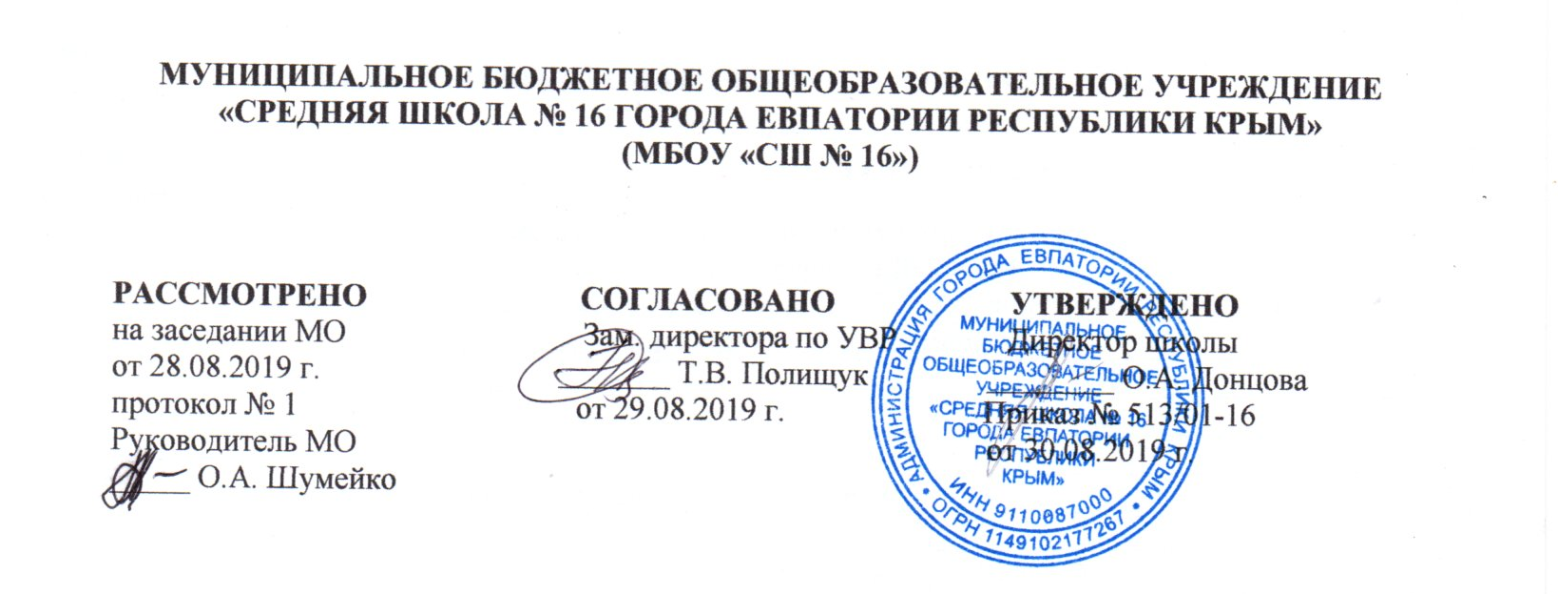 МУНИЦИПАЛЬНОЕ БЮДЖЕТНОЕ ОБЩЕОБРАЗОВАТЕЛЬНОЕ УЧРЕЖДЕНИЕ
«СРЕДНЯЯ ШКОЛА № 16 ГОРОДА ЕВПАТОРИИ РЕСПУБЛИКИ КРЫМ»
(МБОУ «СШ № 16»)
РАССМОТРЕНО
на заседании МО
от 28.08.2019 г.
протокол № 1
Руководитель МО
_____ О.А. Шумейко
СОГЛАСОВАНО
Зам. директора по УВР
_______ Т.В. Полищук
от 29.08.2019 г.
УТВЕРЖДЕНО
Директор школы
________ О.А. Донцова
Приказ № 513/01-16
от 30.08.2019 г.
АДМИНИСТРАЦИЯ ГОРОДА ЕВПАТОРИИ РЕСПУБЛИКИ КРЫМ
• ОГРН 1149102177267 •
МУНИЦИПАЛЬНОЕ
БЮДЖЕТНОЕ
ОБЩЕОБРАЗОВАТЕЛЬНОЕ
УЧРЕЖДЕНИЕ
«СРЕДНЯЯ ШКОЛА № 16
ГОРОДА ЕВПАТОРИИ
РЕСПУБЛИКИ
КРЫМ»
ИНН 9110087000